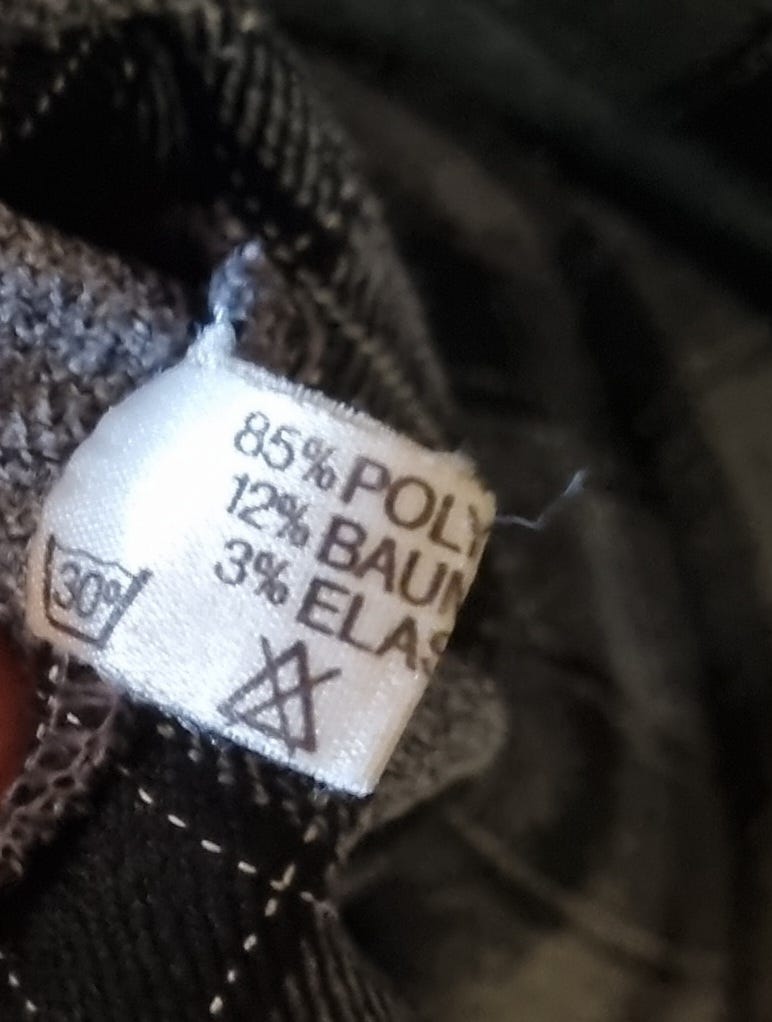 85% POLY
12% BAUM
3% ELAS
30°